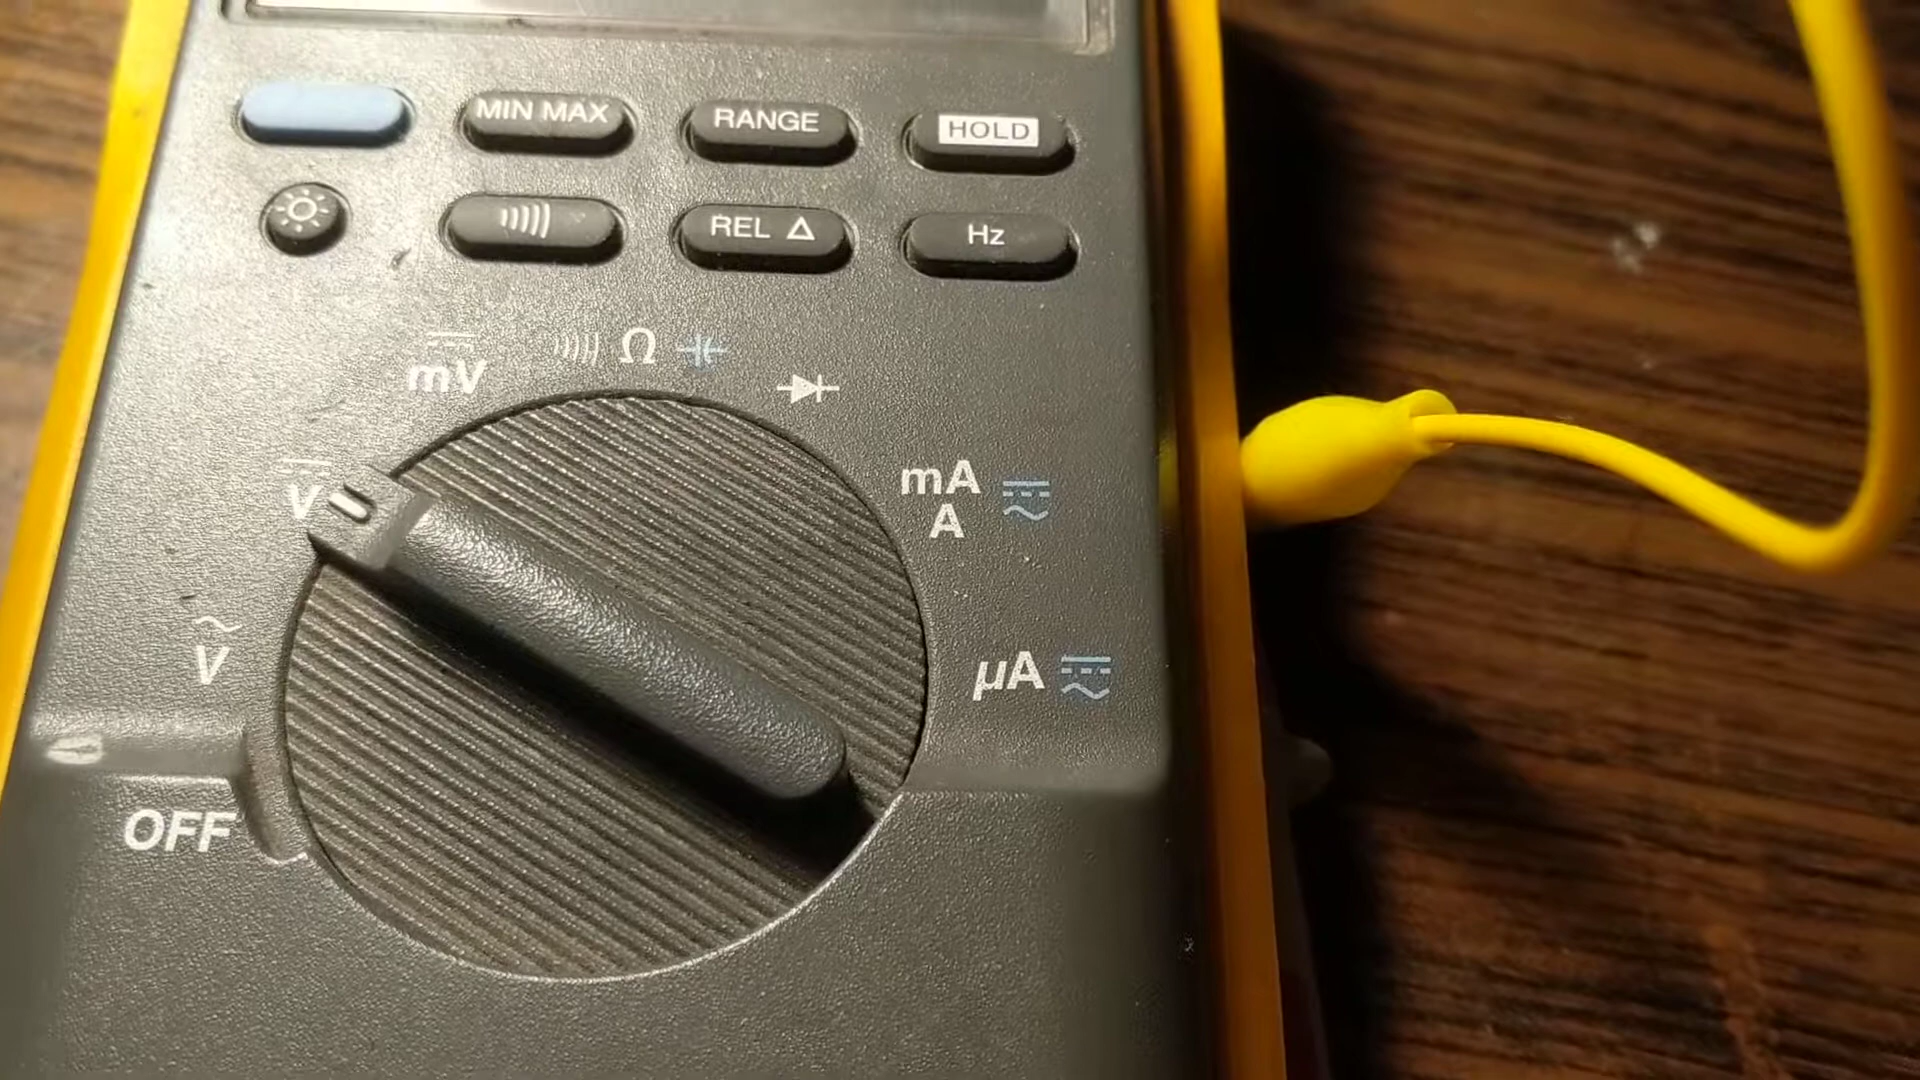 MIN MAX
RANGE
HOLD
REL Δ
Hz
mV
Ω
V
mA
A
V
µA
OFF